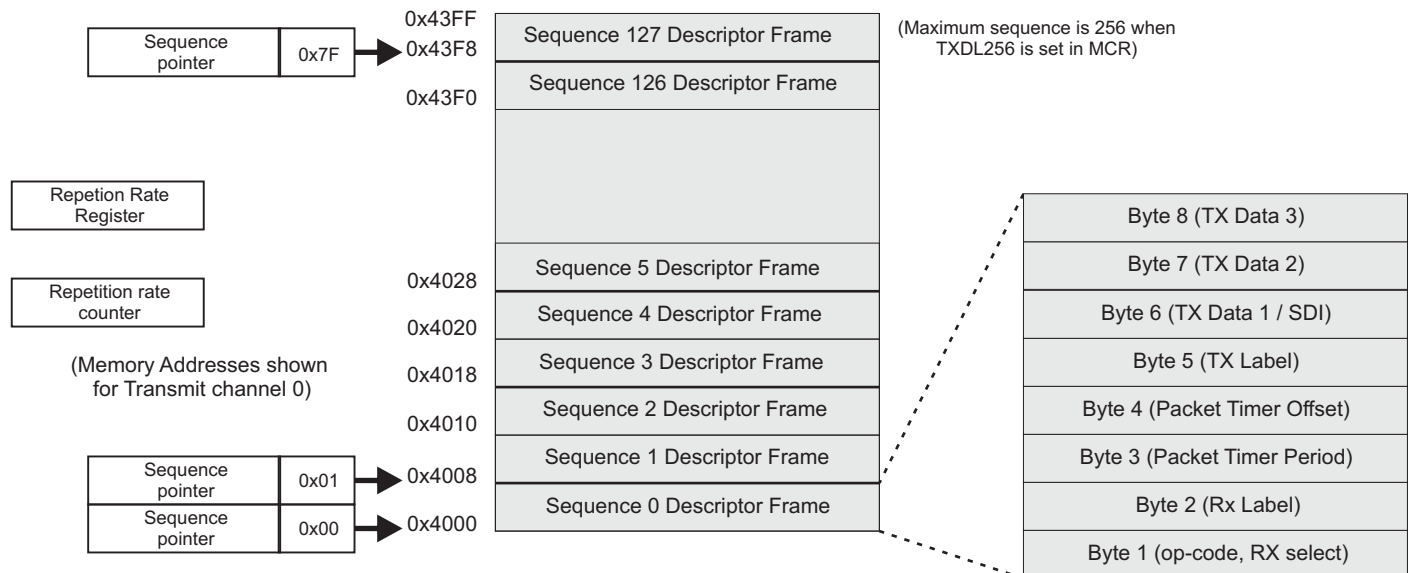 0x43FF
Sequence
pointer
0x7F
0x43F8
Sequence 127 Descriptor Frame
(Maximum sequence is 256 when
TXDL256 is set in MCR)
Sequence 126 Descriptor Frame
0x43F0
Repetion Rate
Register
Repetition rate
counter
(Memory Addresses shown
for Transmit channel 0)
Sequence 5 Descriptor Frame
0x4028
Sequence 4 Descriptor Frame
0x4020
Sequence 3 Descriptor Frame
0x4018
Sequence 2 Descriptor Frame
0x4010
Sequence 1 Descriptor Frame
Sequence
pointer
0x01
0x4008
Sequence 0 Descriptor Frame
Sequence
pointer
0x00
0x4000
Byte 8 (TX Data 3)
Byte 7 (TX Data 2)
Byte 6 (TX Data 1 / SDI)
Byte 5 (TX Label)
Byte 4 (Packet Timer Offset)
Byte 3 (Packet Timer Period)
Byte 2 (Rx Label)
Byte 1 (op-code, RX select)